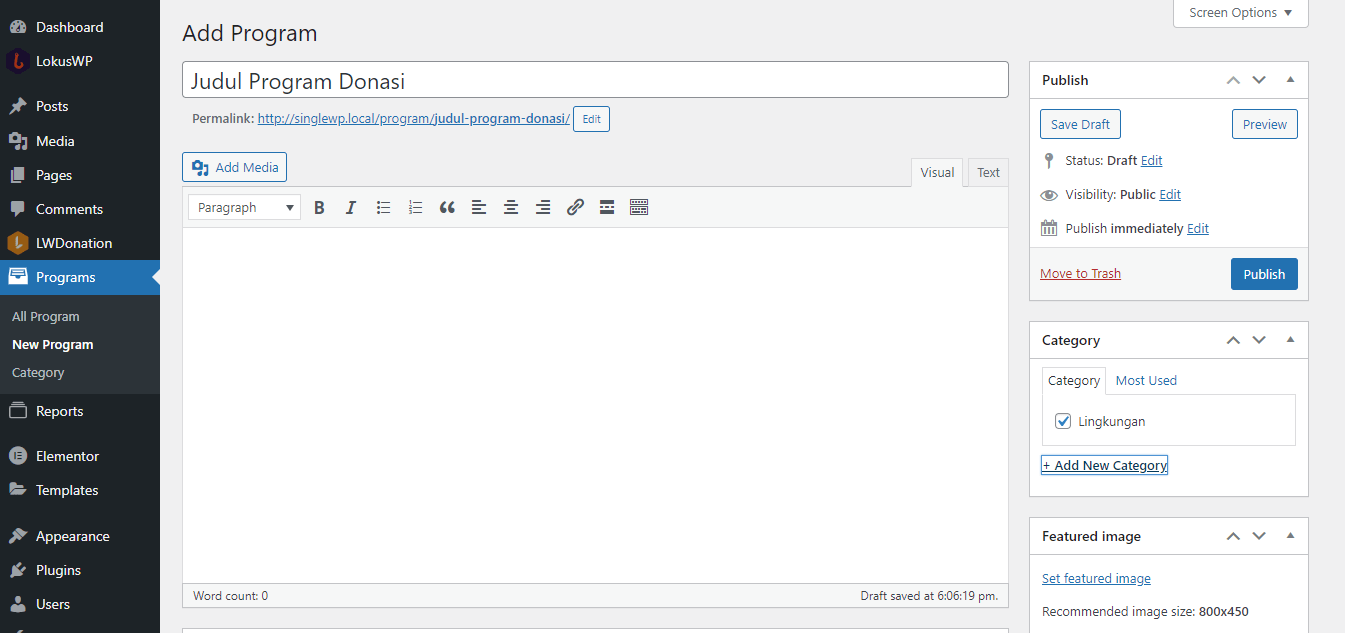 Dashboard
LokusWP
Posts
Media
Pages
Comments
LWDonation
Programs
All Program
New Program
Category
Reports
Elementor
Templates
Appearance
Plugins
Users
Screen Options
Add Program
Judul Program Donasi
Permalink: http://singlewp.local/program/judul-program-donasi/ Edit
Add Media
Visual Text
Paragraph
Word count: 0
Draft saved at 6:06:19 pm.
Publish
Save Draft Preview
Status: Draft Edit
Visibility: Public Edit
Publish immediately Edit
Move to Trash Publish
Category
Category Most Used
Lingkungan
+ Add New Category
Featured image
Set featured image
Recommended image size: 800x450